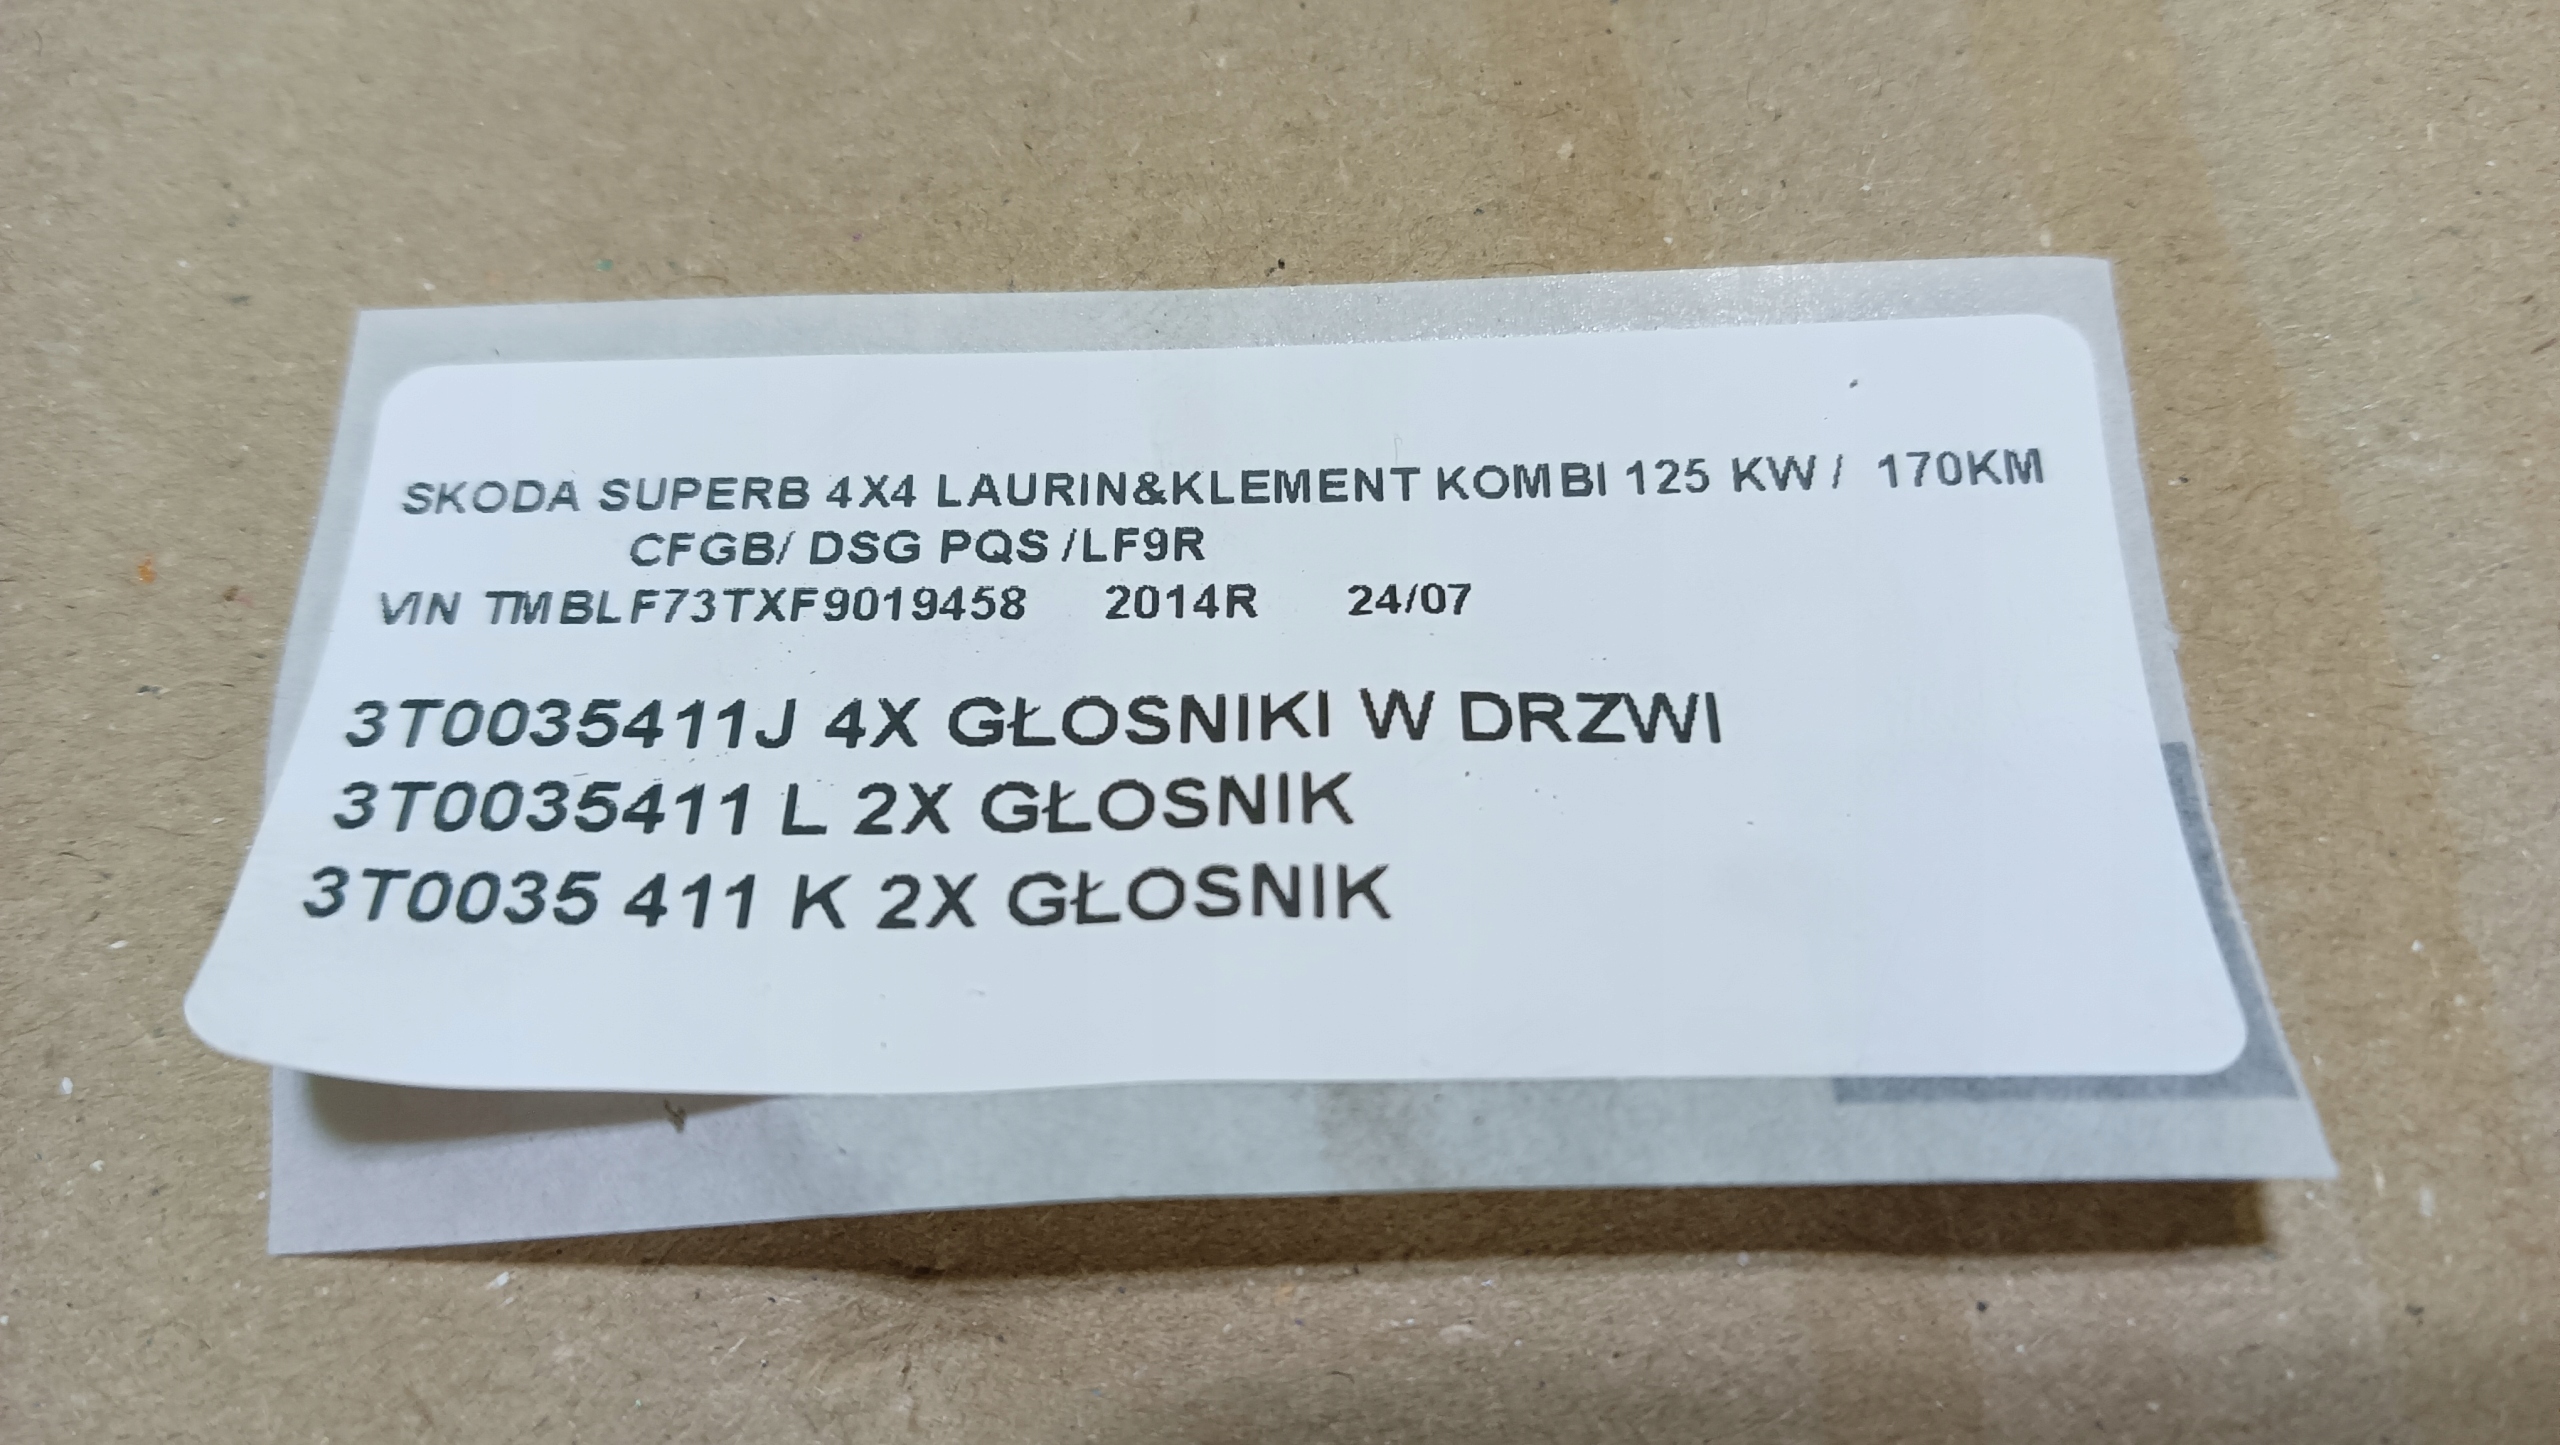 SKODA SUPERB 4X4 LAURIN&KLEMENT KOMBI 125 KW / 170KM
CFGB/ DSG PQS /LF9R
VIN TMBLF73TXF9019458 2014R 24/07
3T0035411J 4X GŁOSNIKI W DRZWI
3T0035411 L 2X GŁOSNIK
3T0035 411 K 2X GŁOSNIK